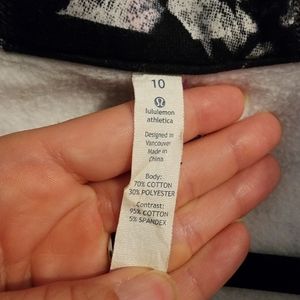 10
lululemon
athletica
Designed in
Vancouver
Made in
China
Body:
70% COTTON
30% POLYESTER
Contrast:
95% COTTON
5% SPANDEX